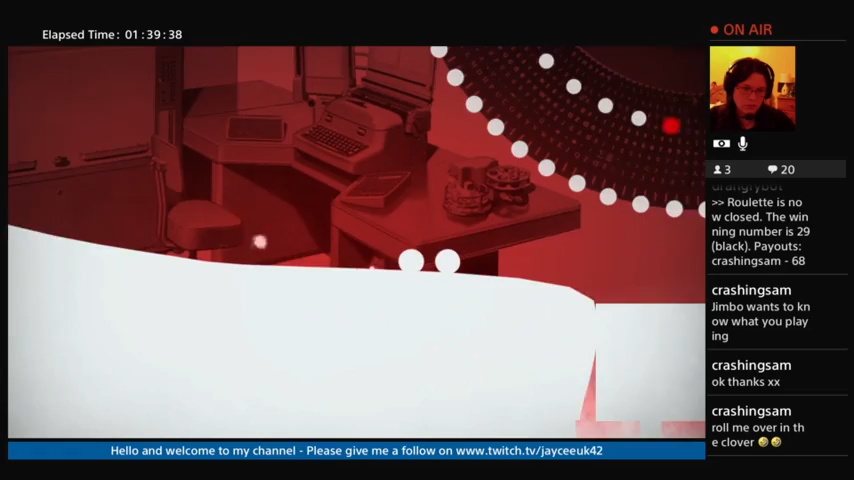 Elapsed Time: 01:39:38
ON AIR
3 20
urangrybot
>> Roulette is no
w closed. The win
ning number is 29
(black). Payouts:
crashingsam - 68
crashingsam
Jimbo wants to kn
ow what you play
ing
crashingsam
ok thanks xx
crashingsam
roll me over in th
e clover 🤣🤣
Hello and welcome to my channel - Please give me a follow on www.twitch.tv/jayceeuk42